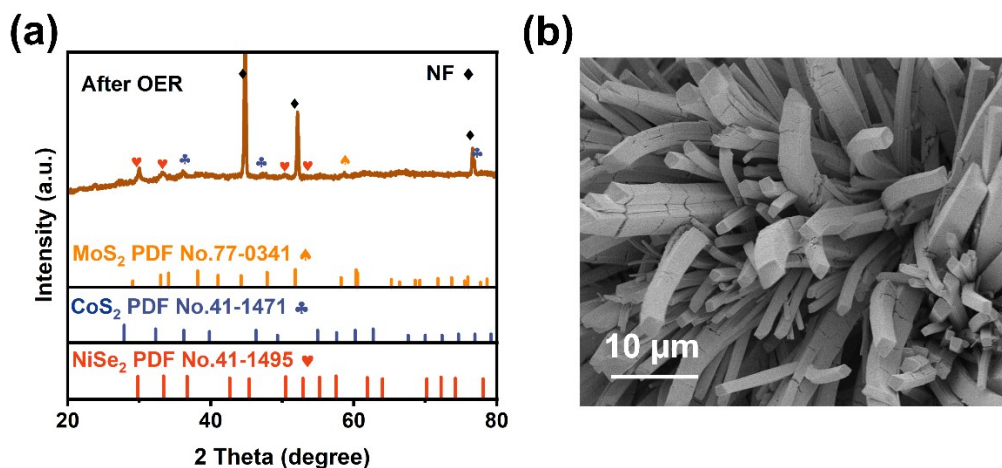 (a)
After OER
NF ♦
Intensity (a.u.)
MoS₂ PDF No.77-0341 ♠
CoS₂ PDF No.41-1471 ♣
NiSe₂ PDF No.41-1495 ♥
20 40 60 80
2 Theta (degree)
(b)
10 μm